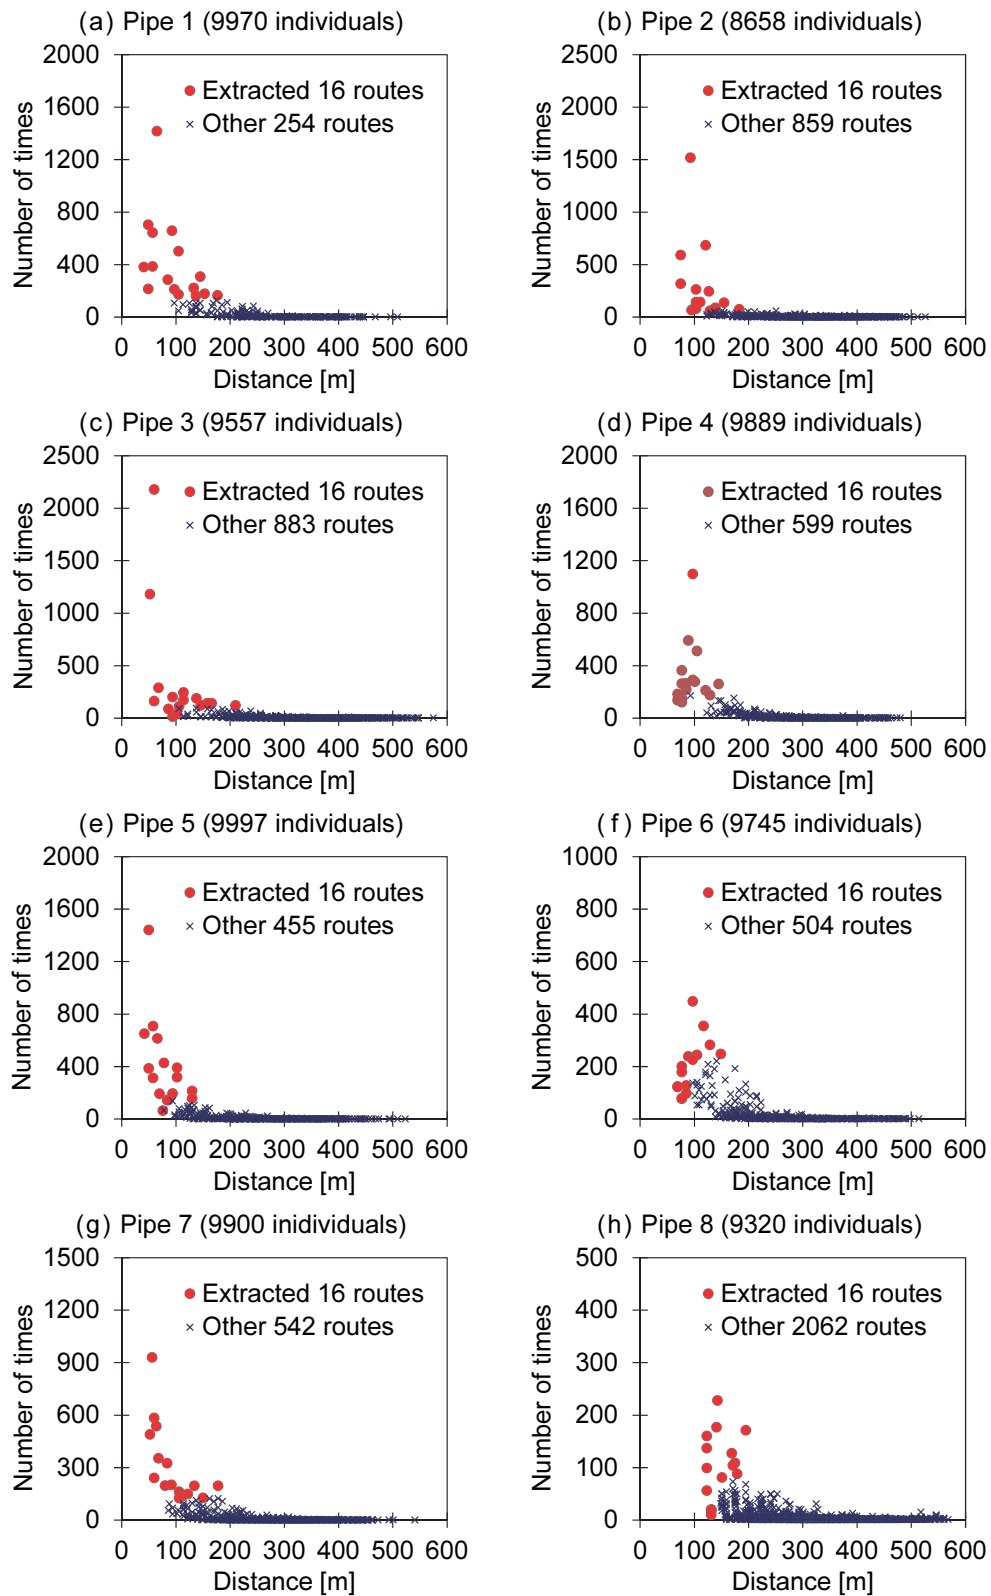 (a) Pipe 1 (9970 individuals)
2000
1600
1200
800
400
0
Number of times
Extracted 16 routes
Other 254 routes
0 100 200 300 400 500 600
Distance [m]
(b) Pipe 2 (8658 individuals)
2500
2000
1500
1000
500
0
Number of times
Extracted 16 routes
Other 859 routes
0 100 200 300 400 500 600
Distance [m]
(c) Pipe 3 (9557 individuals)
2500
2000
1500
1000
500
0
Number of times
Extracted 16 routes
Other 883 routes
0 100 200 300 400 500 600
Distance [m]
(d) Pipe 4 (9889 individuals)
2000
1600
1200
800
400
0
Number of times
Extracted 16 routes
Other 599 routes
0 100 200 300 400 500 600
Distance [m]
(e) Pipe 5 (9997 individuals)
2000
1600
1200
800
400
0
Number of times
Extracted 16 routes
Other 455 routes
0 100 200 300 400 500 600
Distance [m]
(f) Pipe 6 (9745 individuals)
1000
800
600
400
200
0
Number of times
Extracted 16 routes
Other 504 routes
0 100 200 300 400 500 600
Distance [m]
(g) Pipe 7 (9900 inidividuals)
1500
1200
900
600
300
0
Number of times
Extracted 16 routes
Other 542 routes
0 100 200 300 400 500 600
Distance [m]
(h) Pipe 8 (9320 individuals)
500
400
300
200
100
0
Number of times
Extracted 16 routes
Other 2062 routes
0 100 200 300 400 500 600
Distance [m]